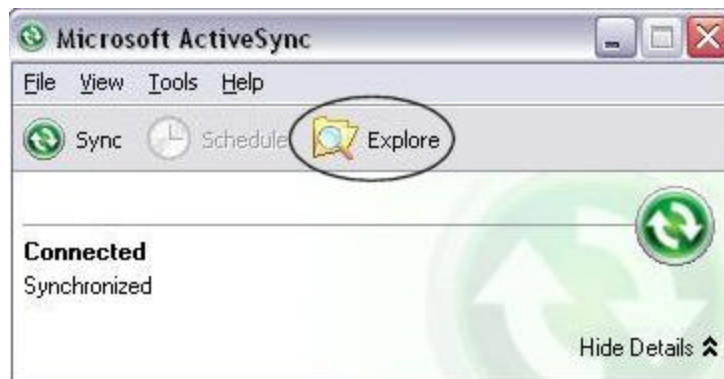 Microsoft ActiveSync
File View Tools Help
Sync Schedule Explore
Connected
Synchronized
Hide Details